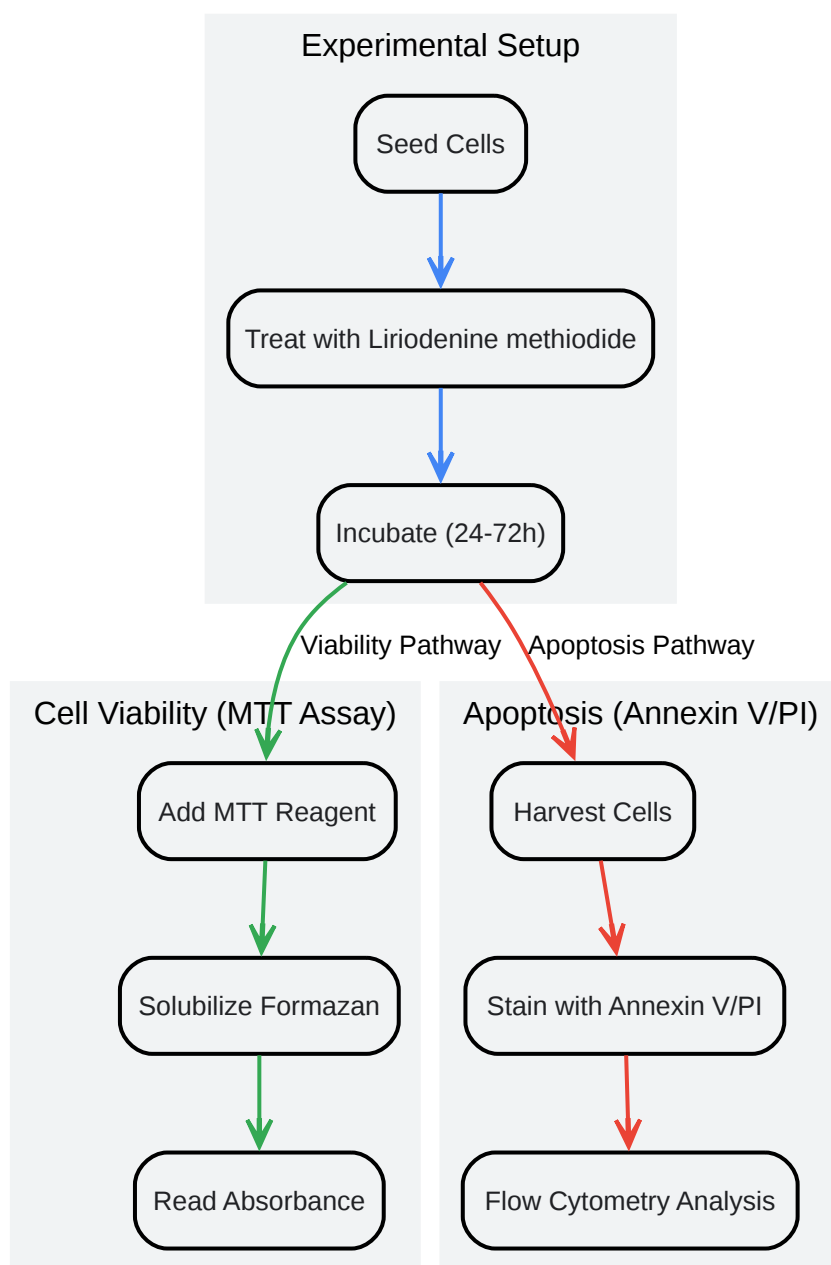 Experimental Setup
Seed Cells
Treat with Liriodenine methiodide
Incubate (24-72h)
Viability Pathway
Apoptosis Pathway
Cell Viability (MTT Assay)
Add MTT Reagent
Solubilize Formazan
Read Absorbance
Apoptosis (Annexin V/PI)
Harvest Cells
Stain with Annexin V/PI
Flow Cytometry Analysis